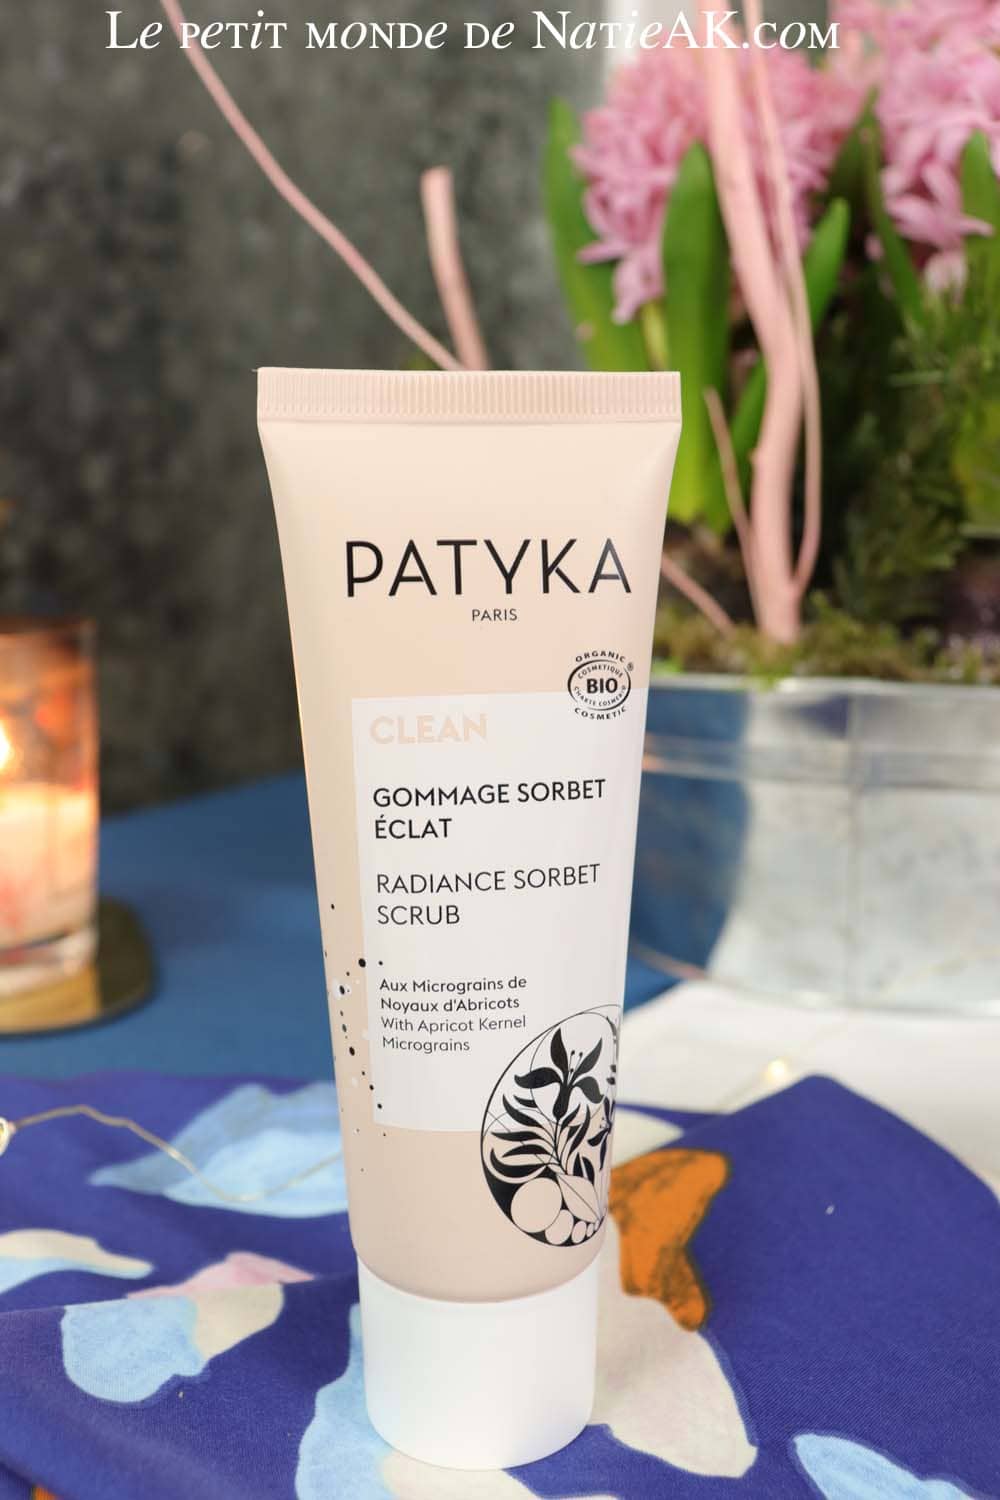 Le petit monde de NatieAK.com
PATYKA
PARIS
ORGANIC
COSMETIQUE
BIO
CHARTE COSMEBIO
COSMETIC
®
CLEAN
GOMMAGE SORBET
ÉCLAT
RADIANCE SORBET
SCRUB
Aux Micrograins de
Noyaux d'Abricots
With Apricot Kernel
Micrograins